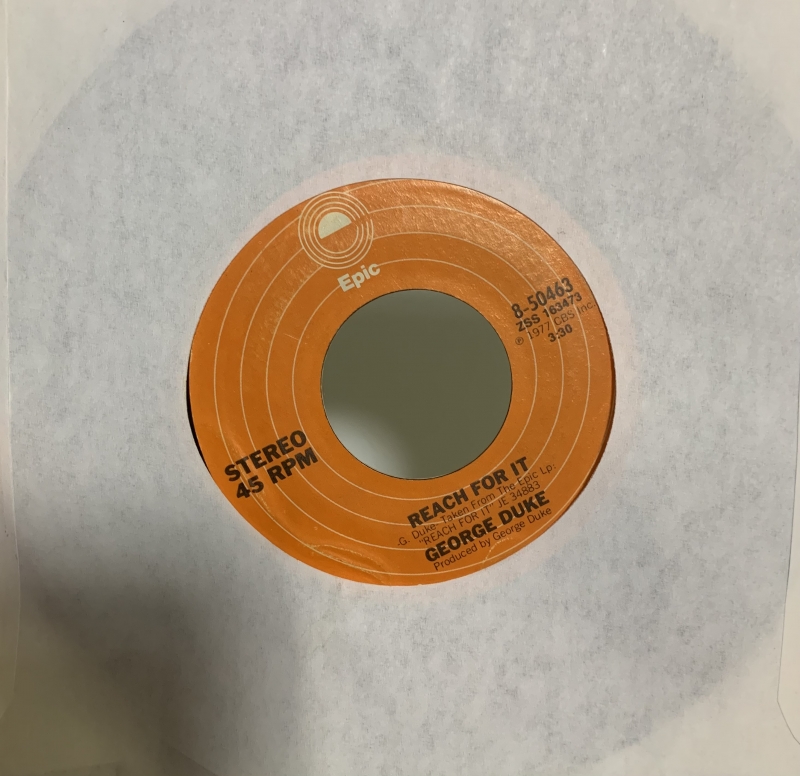 Epic
8-50463
ZSS 163473
℗ 1977 CBS Inc.
3:30
STEREO
45 RPM
REACH FOR IT
-G. Duke- Taken From The Epic Lp.
"REACH FOR IT" JE 34883
GEORGE DUKE
Produced by George Duke